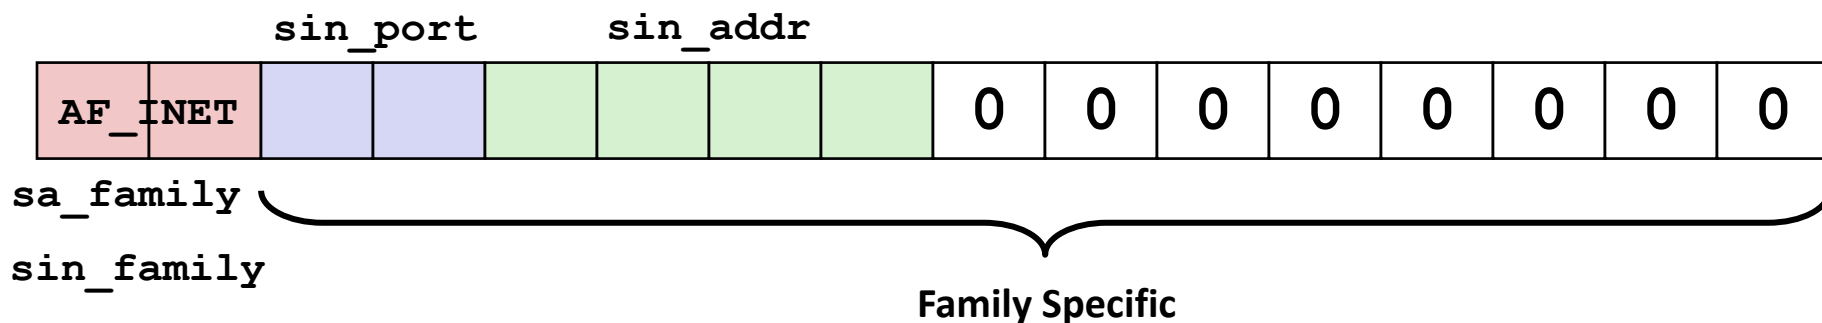 sin_port sin_addr
AF_INET 0 0 0 0 0 0 0 0
sa_family
sin_family
Family Specific